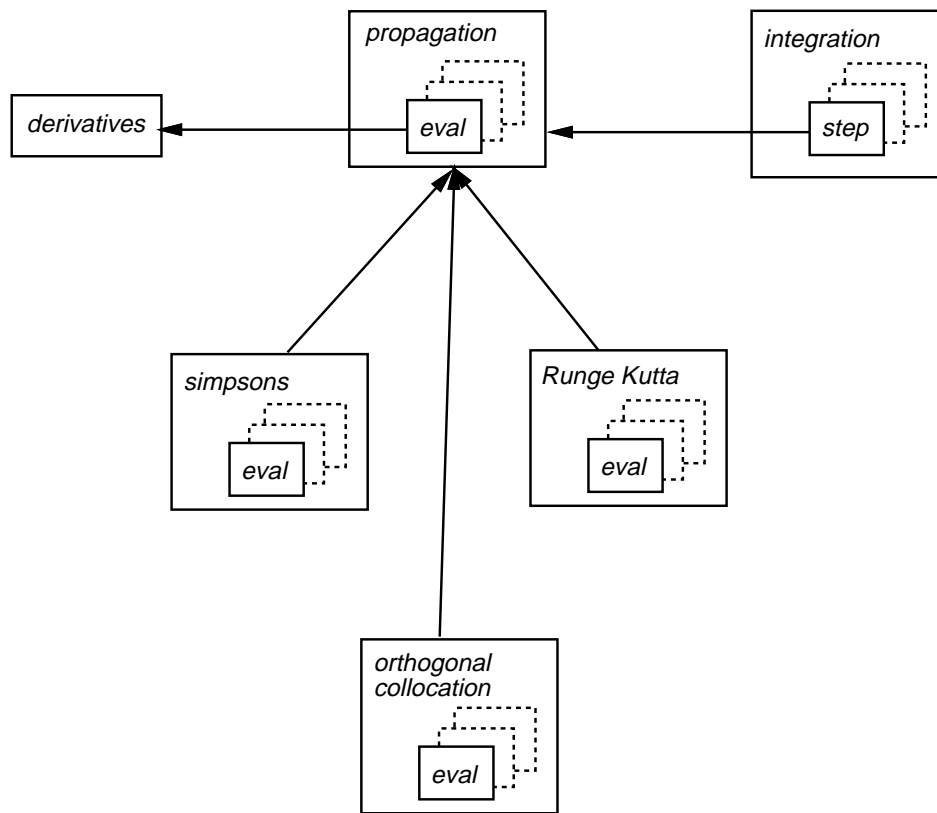 propagation
integration
derivatives
eval
step
simpsons
Runge Kutta
eval
eval
orthogonal
collocation
eval